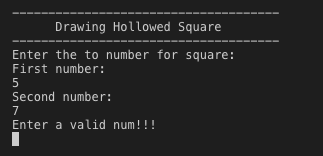 -------------------------------------
Drawing Hollowed Square
-------------------------------------
Enter the to number for square:
First number:
5
Second number:
7
Enter a valid num!!!